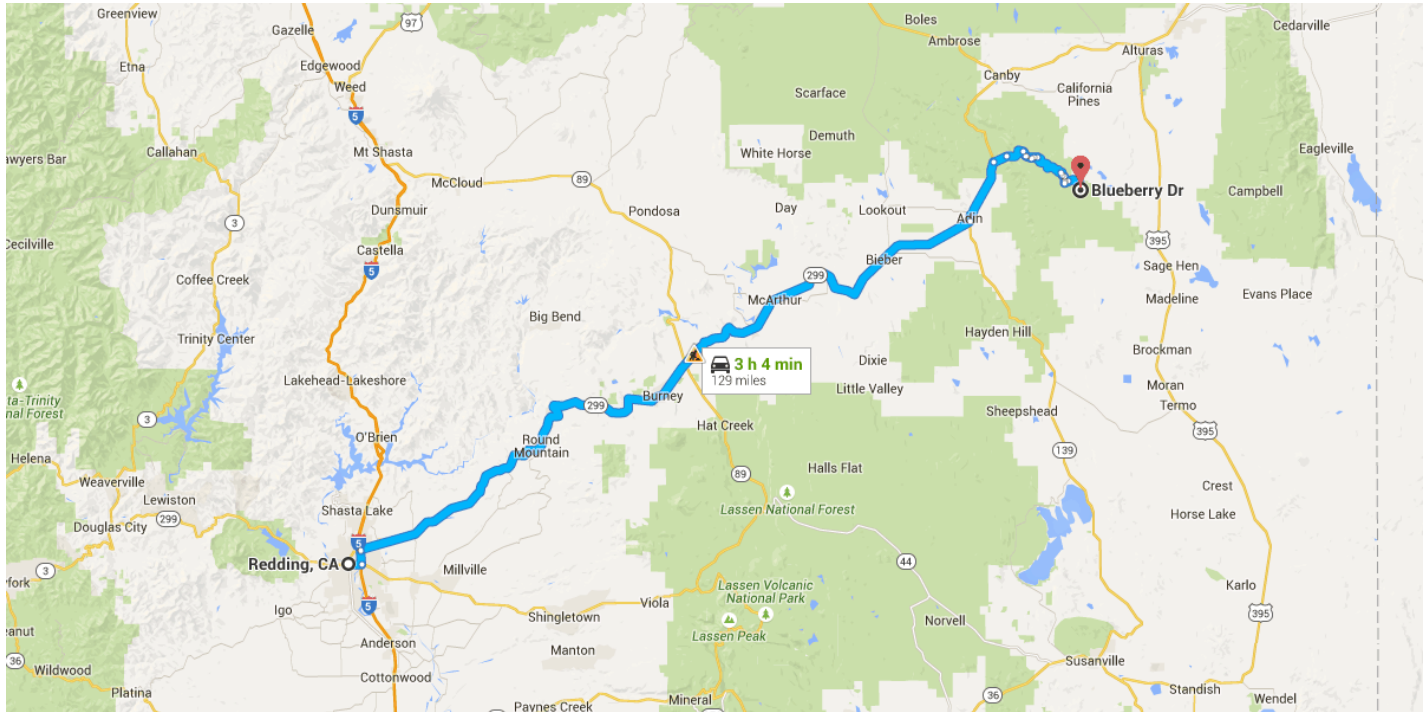 Greenview
Gazelle
97
Boles
Cedarville
Ambrose
Alturas
Etna
Edgewood
Weed
Canby
California
Pines
Scarface
5
Demuth
Callahan
Mt Shasta
White Horse
Eagleville
McCloud
89
Blueberry Dr
Campbell
Dunsmuir
Pondosa
Day
Lookout
3
Cecilville
Castella
395
5
Bieber
Sage Hen
Coffee Creek
299
McArthur
Madeline
Evans Place
Big Bend
Trinity Center
Hayden Hill
Brockman
3 h 4 min
129 miles
Dixie
Lakehead-Lakeshore
Little Valley
Moran
Termo
Burney
299
Sheepshead
3
Hat Creek
395
O'Brien
Round
Mountain
139
Helena
89
Halls Flat
Weaverville
Crest
Lewiston
Shasta Lake
Lassen National Forest
Horse Lake
299
Douglas City
5
Redding, CA
Millville
44
3
Lassen Volcanic
National Park
Karlo
Igo
5
Viola
395
Shingletown
Norvell
Lassen Peak
Anderson
Manton
36
Wildwood
Susanville
Cottonwood
Platina
Mineral
36
Standish
Wendel
Paynes Creek